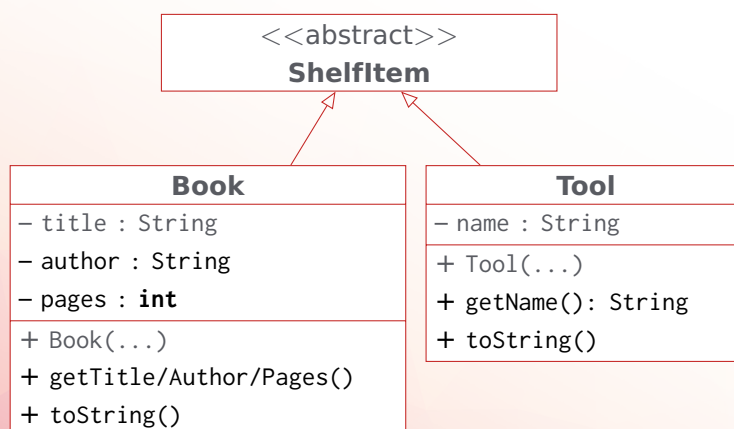 <<abstract>>
ShelfItem
Book
– title : String
– author : String
– pages : int
+ Book(...)
+ getTitle/Author/Pages()
+ toString()
Tool
– name : String
+ Tool(...)
+ getName(): String
+ toString()